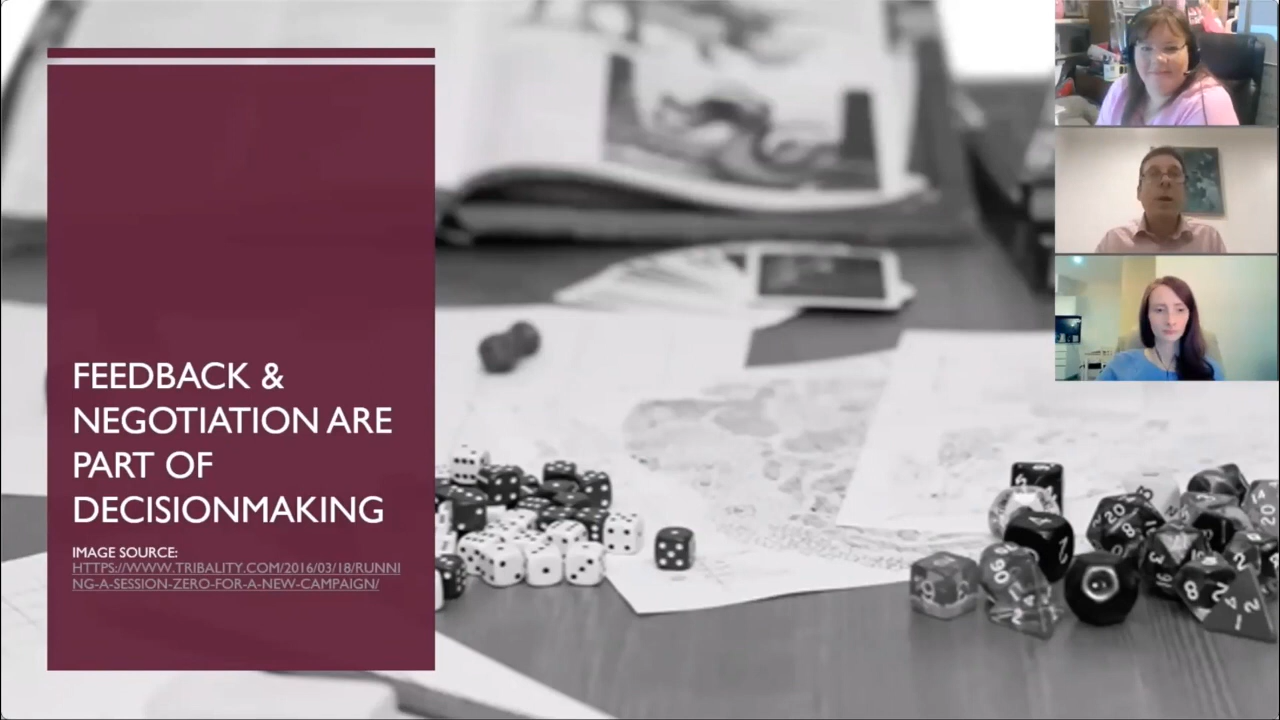 FEEDBACK &
NEGOTIATION ARE
PART OF
DECISIONMAKING
IMAGE SOURCE:
HTTPS://WWW.TRIBALITY.COM/2016/03/18/RUNNI
NG-A-SESSION-ZERO-FOR-A-NEW-CAMPAIGN/